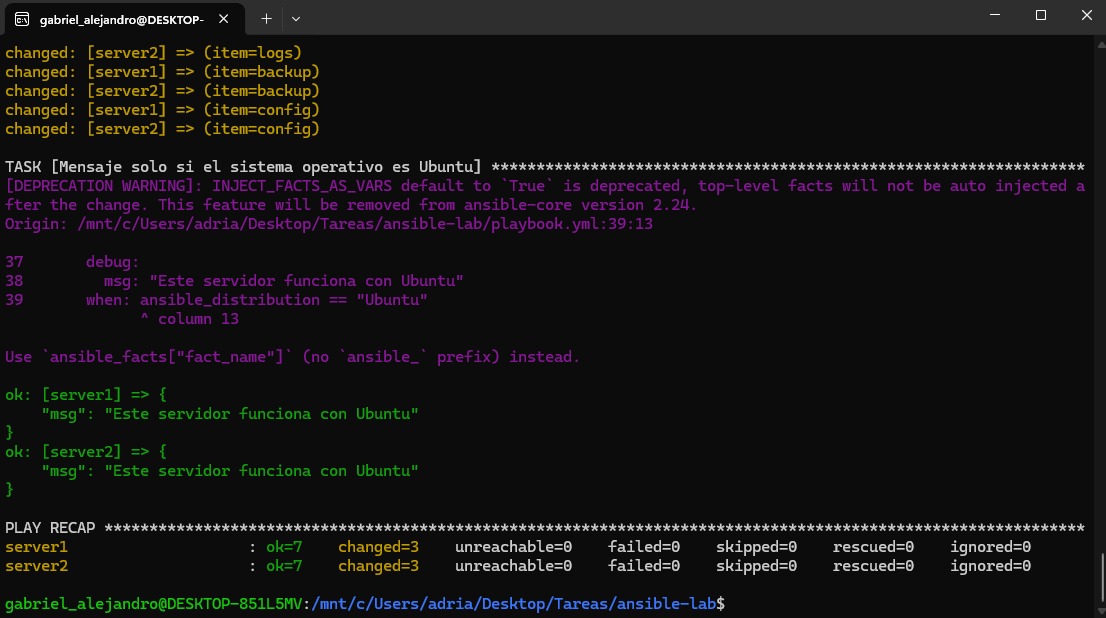 gabriel_alejandro@DESKTOP-
changed: [server2] => (item=logs)
changed: [server1] => (item=backup)
changed: [server2] => (item=backup)
changed: [server1] => (item=config)
changed: [server2] => (item=config)
TASK [Mensaje solo si el sistema operativo es Ubuntu] ******************************************************************
[DEPRECATION WARNING]: INJECT_FACTS_AS_VARS default to `True` is deprecated, top-level facts will not be auto injected a
fter the change. This feature will be removed from ansible-core version 2.24.
Origin: /mnt/c/Users/adria/Desktop/Tareas/ansible-lab/playbook.yml:39:13
37       debug:
38         msg: "Este servidor funciona con Ubuntu"
39       when: ansible_distribution == "Ubuntu"
               ^ column 13
Use `ansible_facts["fact_name"]` (no `ansible_` prefix) instead.
ok: [server1] => {
    "msg": "Este servidor funciona con Ubuntu"
}
ok: [server2] => {
    "msg": "Este servidor funciona con Ubuntu"
}
PLAY RECAP *************************************************************************************************************
server1                    : ok=7    changed=3    unreachable=0    failed=0    skipped=0    rescued=0    ignored=0
server2                    : ok=7    changed=3    unreachable=0    failed=0    skipped=0    rescued=0    ignored=0
gabriel_alejandro@DESKTOP-851L5MV:/mnt/c/Users/adria/Desktop/Tareas/ansible-lab$